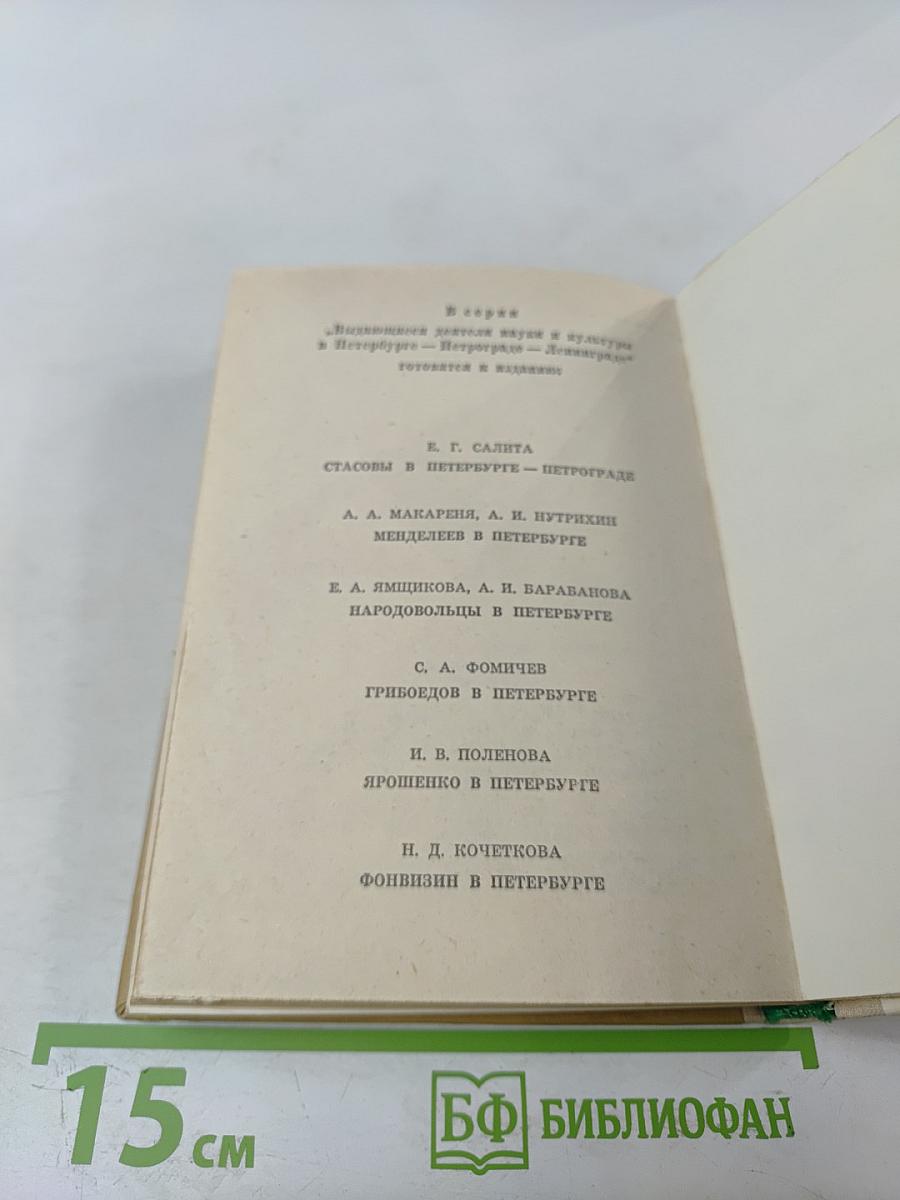 В серии
„Выдающиеся деятели науки и культуры
в Петербурге — Петрограде — Ленинграде“
готовятся к изданию:
Е. Г. САЛИТА
СТАСОВЫ В ПЕТЕРБУРГЕ — ПЕТРОГРАДЕ
А. А. МАКАРЕНЯ, А. И. НУТРИХИН
МЕНДЕЛЕЕВ В ПЕТЕРБУРГЕ
Е. А. ЯМЩИКОВА, А. И. БАРАБАНОВА
НАРОДОВОЛЬЦЫ В ПЕТЕРБУРГЕ
С. А. ФОМИЧЕВ
ГРИБОЕДОВ В ПЕТЕРБУРГЕ
И. В. ПОЛЕНОВА
ЯРОШЕНКО В ПЕТЕРБУРГЕ
Н. Д. КОЧЕТКОВА
ФОНВИЗИН В ПЕТЕРБУРГЕ
15 см
БФ БИБЛИОФАН